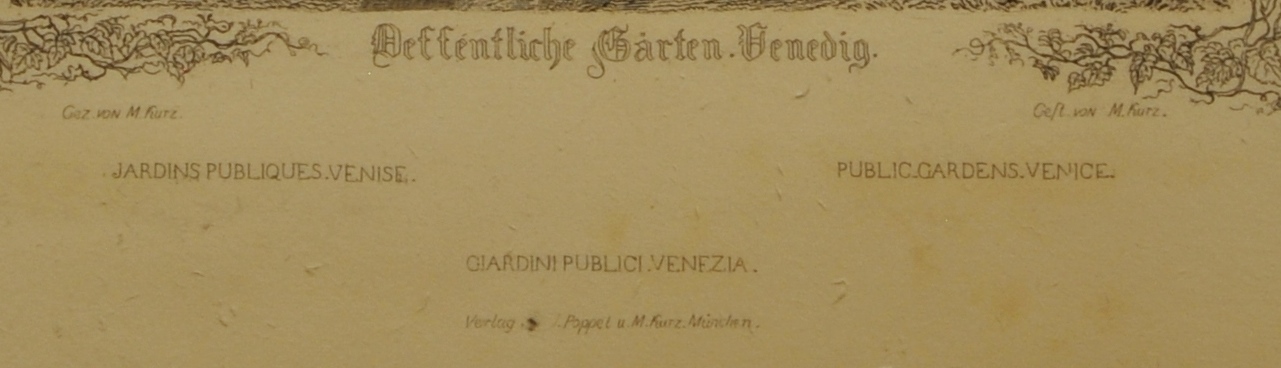 Oeffentliche Gärten. Venedig.
Gez. von M. Kurz. Gest. von M. Kurz.
JARDINS PUBLIQUES. VENISE. PUBLIC. GARDENS. VENICE.
GIARDINI PUBLICI. VENEZIA.
Verlag Poppel u. M. Kurz. München.